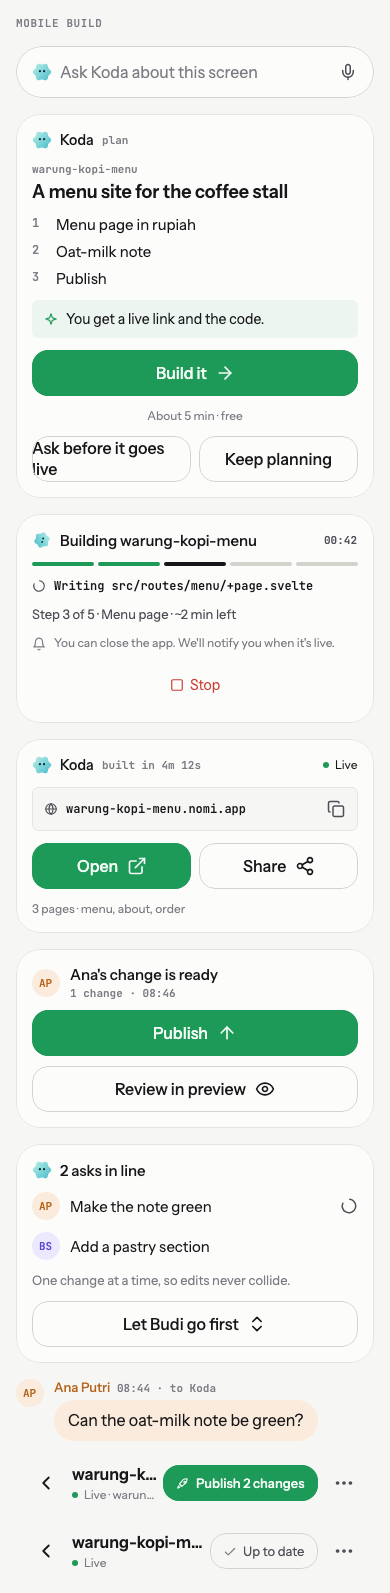 MOBILE BUILD
Ask Koda about this screen
Koda plan
warung-kopi-menu
A menu site for the coffee stall
1 Menu page in rupiah
2 Oat-milk note
3 Publish
You get a live link and the code.
Build it
About 5 min · free
Ask before it goes
live
Keep planning
Building warung-kopi-menu 00:42
Writing src/routes/menu/+page.svelte
Step 3 of 5 · Menu page · ~2 min left
You can close the app. We'll notify you when it's live.
Stop
Koda built in 4m 12s Live
warung-kopi-menu.nomi.app
Open Share
3 pages · menu, about, order
AP Ana's change is ready
1 change · 08:46
Publish
Review in preview
2 asks in line
AP Make the note green
BS Add a pastry section
One change at a time, so edits never collide.
Let Budi go first
AP Ana Putri 08:44 · to Koda
Can the oat-milk note be green?
warung-k...
Live · warun...
Publish 2 changes
warung-kopi-m...
Live
Up to date